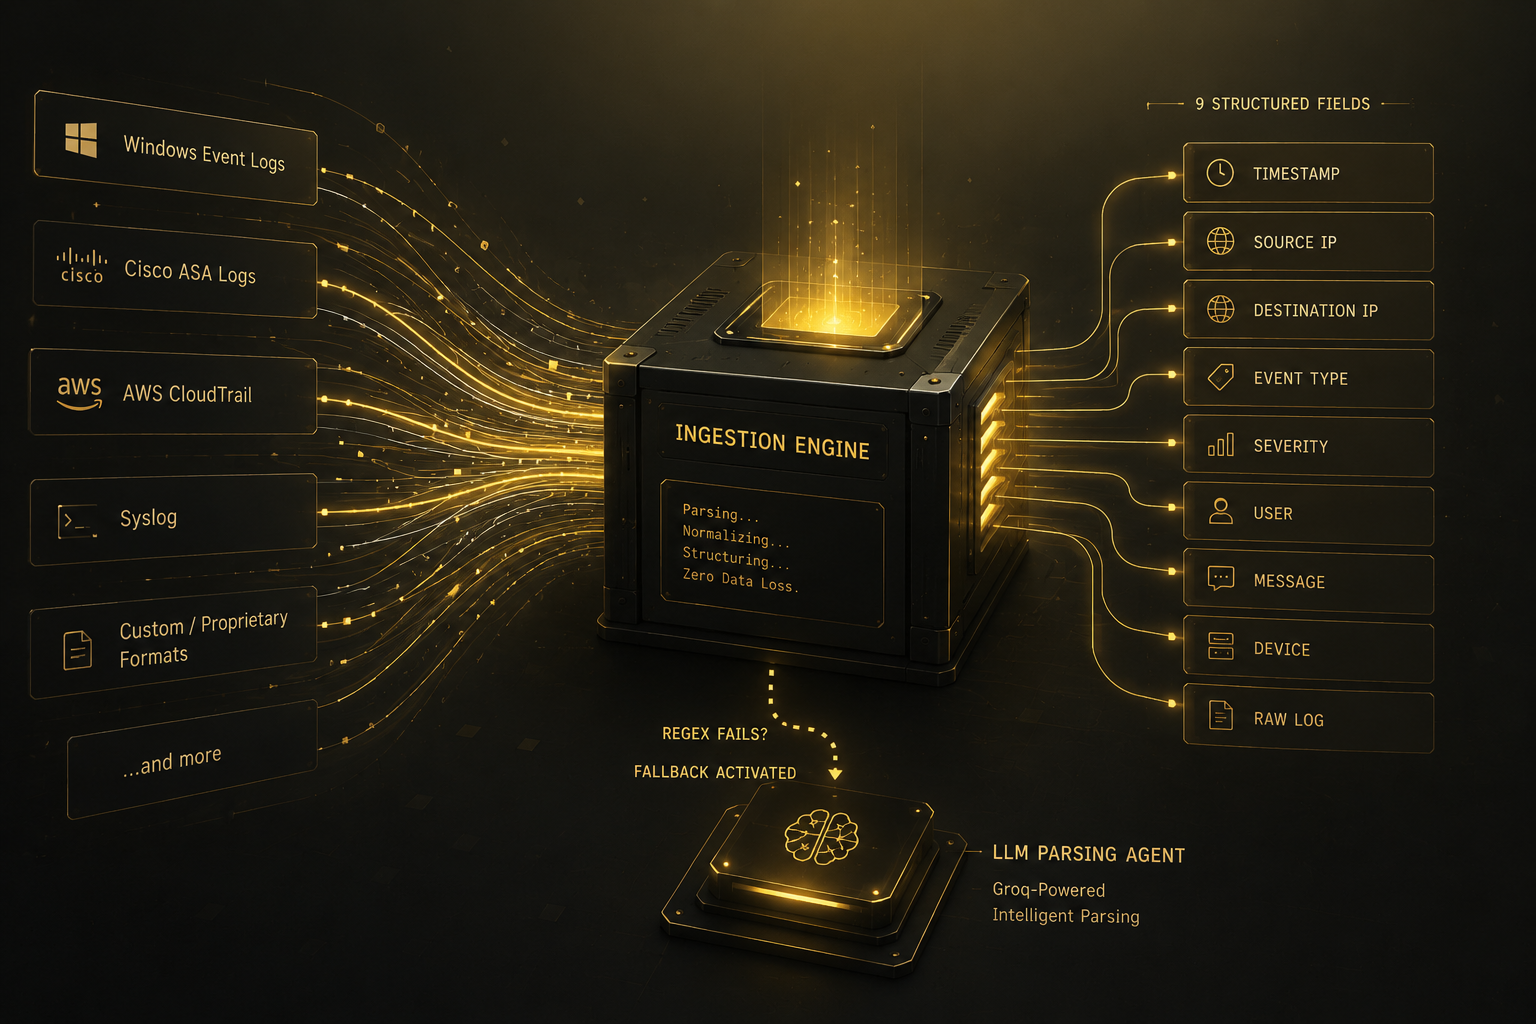 Windows Event Logs
cisco
Cisco ASA Logs
aws
AWS CloudTrail
Syslog
Custom / Proprietary
Formats
...and more
INGESTION ENGINE
Parsing...
Normalizing...
Structuring...
Zero Data Loss.
REGEX FAILS?
FALLBACK ACTIVATED
LLM PARSING AGENT
Groq-Powered
Intelligent Parsing
9 STRUCTURED FIELDS
TIMESTAMP
SOURCE IP
DESTINATION IP
EVENT TYPE
SEVERITY
USER
MESSAGE
DEVICE
RAW LOG